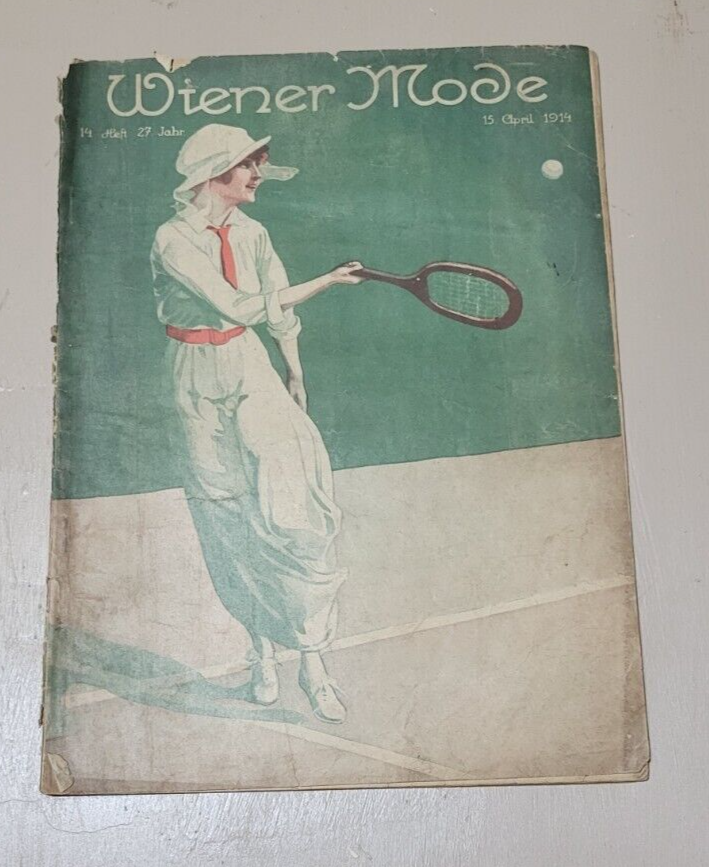 Wiener Mode
14 Heft 27. Jahr.
15. April 1914